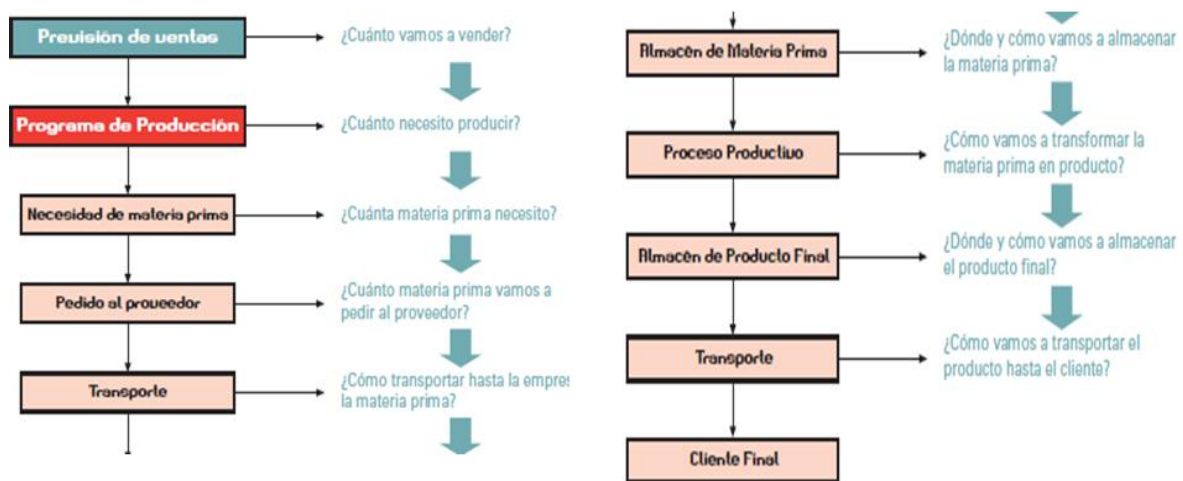 Previsión de ventas
¿Cuánto vamos a vender?
Programa de Producción
¿Cuánto necesito producir?
Necesidad de materia prima
¿Cuánta materia prima necesito?
Pedido al proveedor
¿Cuánto materia prima vamos a
pedir al proveedor?
Transporte
¿Cómo transportar hasta la empres
la materia prima?
Almacén de Materia Prima
¿Dónde y cómo vamos a almacenar
la materia prima?
Proceso Productivo
¿Cómo vamos a transformar la
materia prima en producto?
Almacén de Producto Final
¿Dónde y cómo vamos a almacenar
el producto final?
Transporte
¿Cómo vamos a transportar el
producto hasta el cliente?
Cliente Final